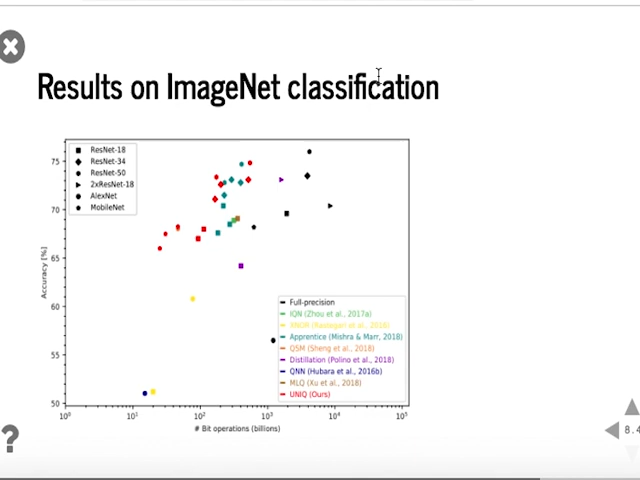 Results on ImageNet classification
ResNet-18
ResNet-34
ResNet-50
2xResNet-18
AlexNet
MobileNet
75
70
65
60
55
50
Accuracy [%]
Full-precision
IQN (Zhou et al., 2017a)
XNOR (Rastegari et al., 2016)
Apprentice (Mishra & Marr, 2018)
QSM (Sheng et al., 2018)
Distillation (Polino et al., 2018)
QNN (Hubara et al., 2016b)
MLQ (Xu et al., 2018)
UNIQ (Ours)
10⁰ 10¹ 10² 10³ 10⁴ 10⁵
# Bit operations (billions)
?
8.4